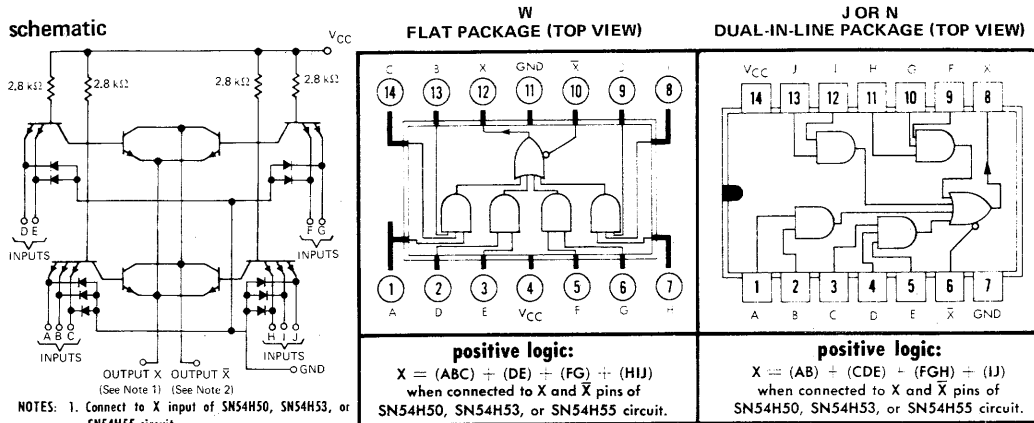 schematic
VCC
2.8 kΩ
2.8 kΩ
2.8 kΩ
2.8 kΩ
D E
INPUTS
F G
INPUTS
A B C
INPUTS
H I J
INPUTS
GND
OUTPUT X
(See Note 1)
OUTPUT X̅
(See Note 2)
NOTES: 1. Connect to X input of SN54H50, SN54H53, or
SN54H55 circuit.
W
FLAT PACKAGE (TOP VIEW)
C B X GND X̅ J I
14 13 12 11 10 9 8
1 2 3 4 5 6 7
A D E VCC F G H
positive logic:
X = (ABC) + (DE) + (FG) + (HIJ)
when connected to X and X̅ pins of
SN54H50, SN54H53, or SN54H55 circuit.
J OR N
DUAL-IN-LINE PACKAGE (TOP VIEW)
VCC J I H G F X
14 13 12 11 10 9 8
1 2 3 4 5 6 7
A B C D E X̅ GND
positive logic:
X = (AB) + (CDE) + (FGH) + (IJ)
when connected to X and X̅ pins of
SN54H50, SN54H53, or SN54H55 circuit.